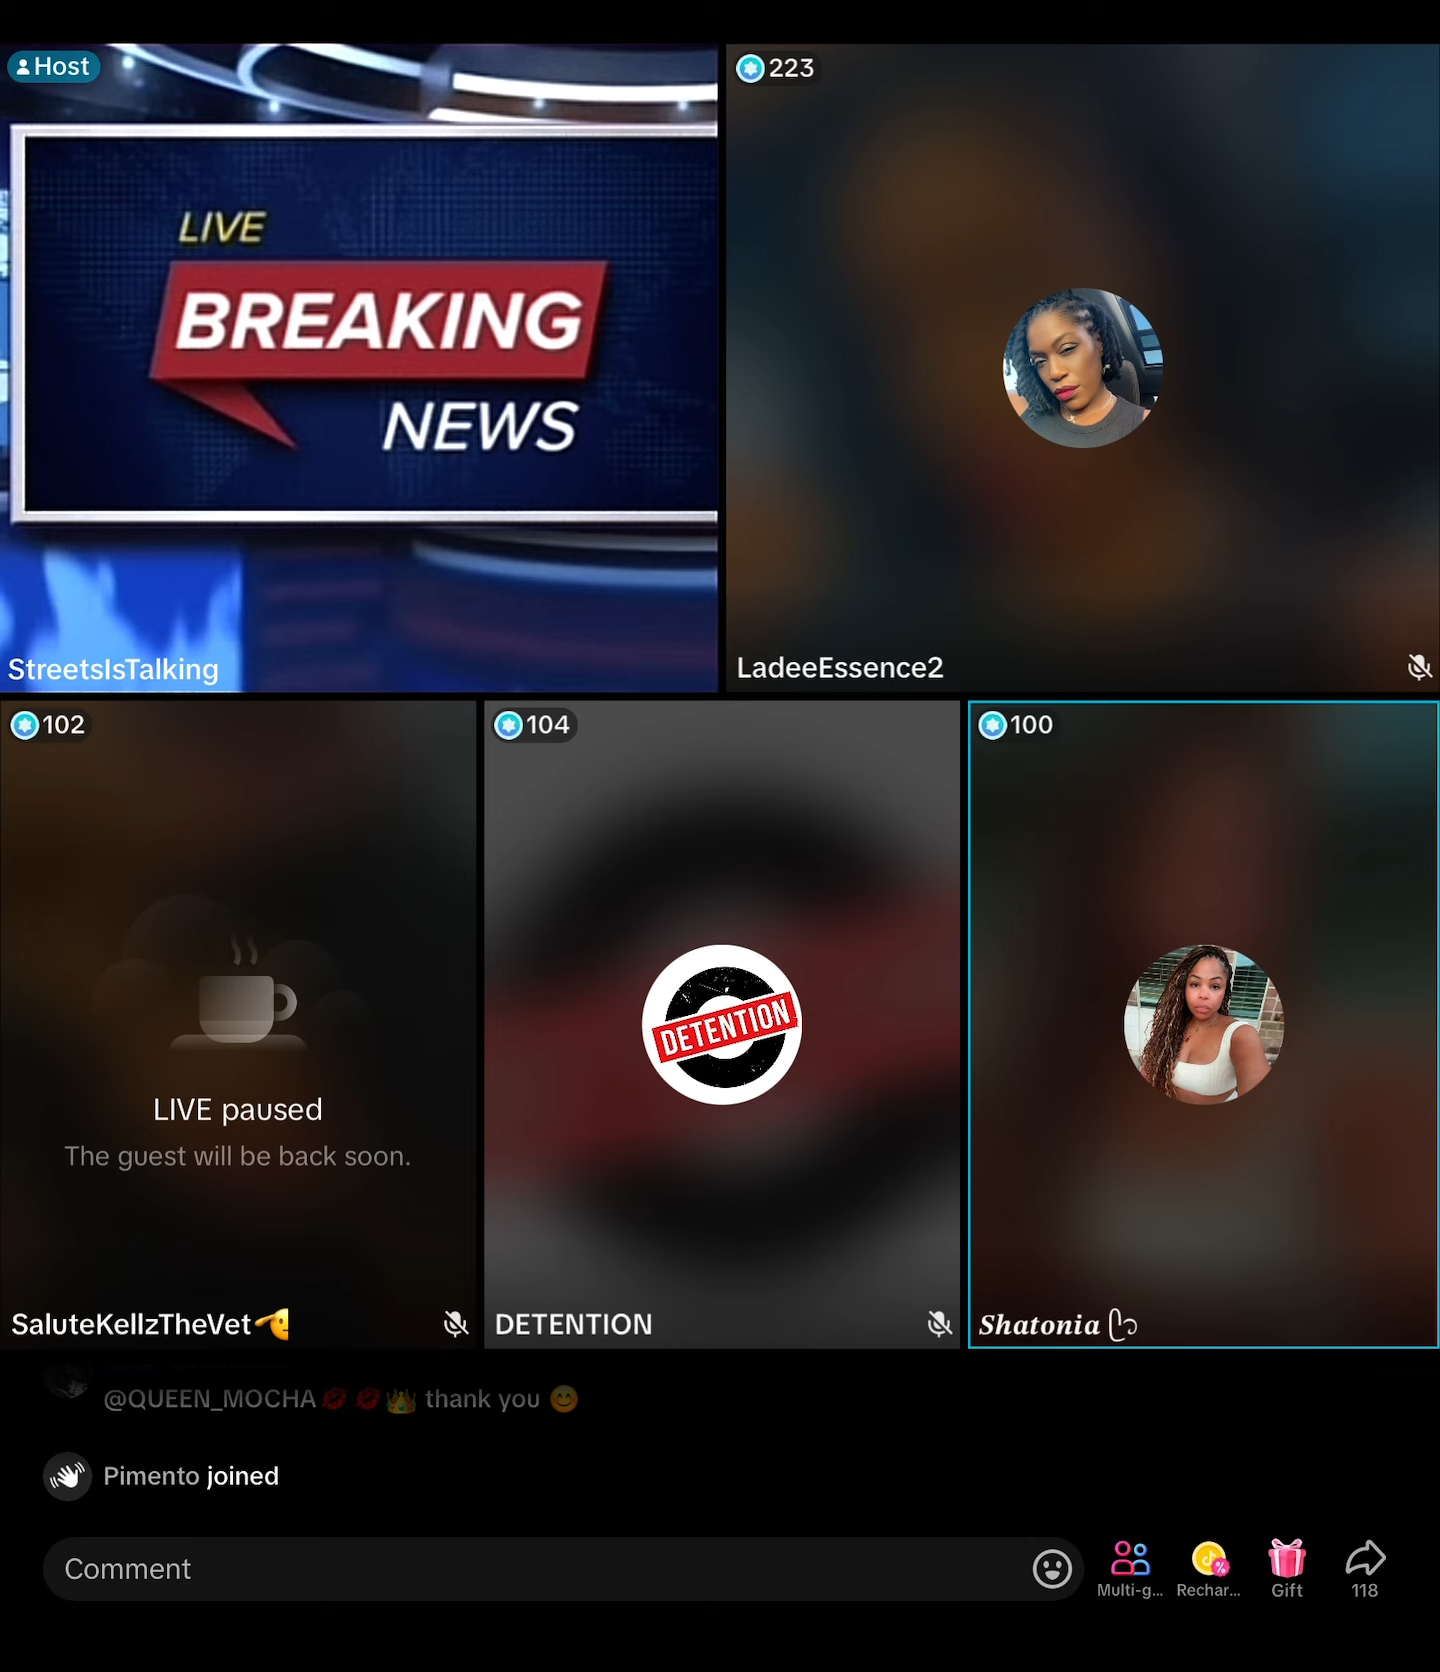 Host
223
LIVE
BREAKING
NEWS
StreetsIsTalking
LadeeEssence2
102
104
100
DETENTION
LIVE paused
The guest will be back soon.
SaluteKellzTheVet
DETENTION
Shatonia
@QUEEN_MOCHA💋💋👑 thank you 😊
Pimento joined
Comment
Multi-g...
Rechar...
Gift
118